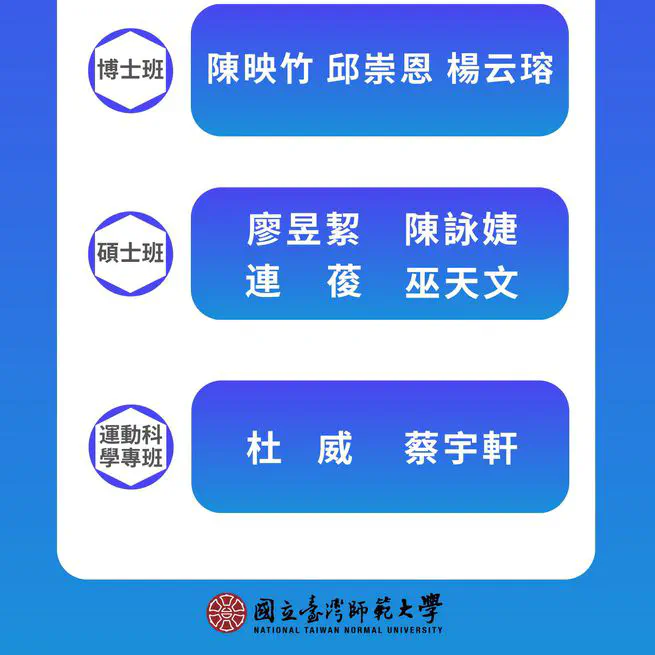 博士班
陳映竹 邱崇恩 楊云瑢
碩士班
廖昱絜 陳詠婕
連 葰 巫天文
運動科
學專班
杜 威 蔡宇軒
國立臺灣師範大學
NATIONAL TAIWAN NORMAL UNIVERSITY